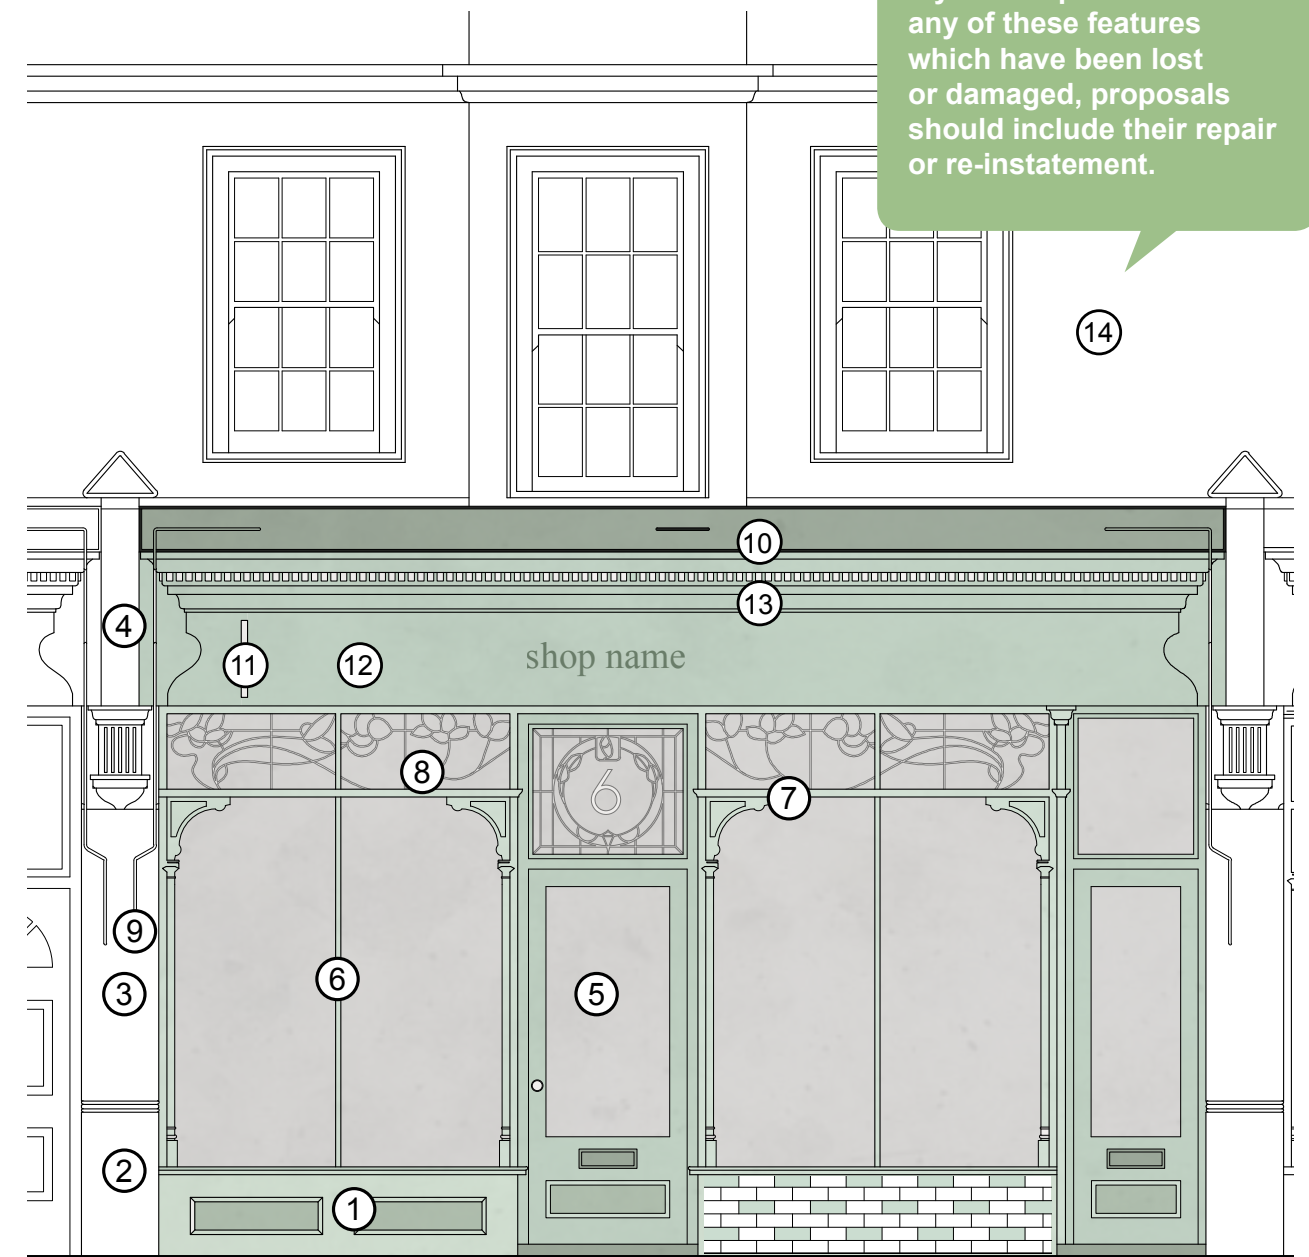 any of these features
which have been lost
or damaged, proposals
should include their repair
or re-instatement.
14
10
13
4
11
12
shop name
8
6
7
9
3
6
5
2
1